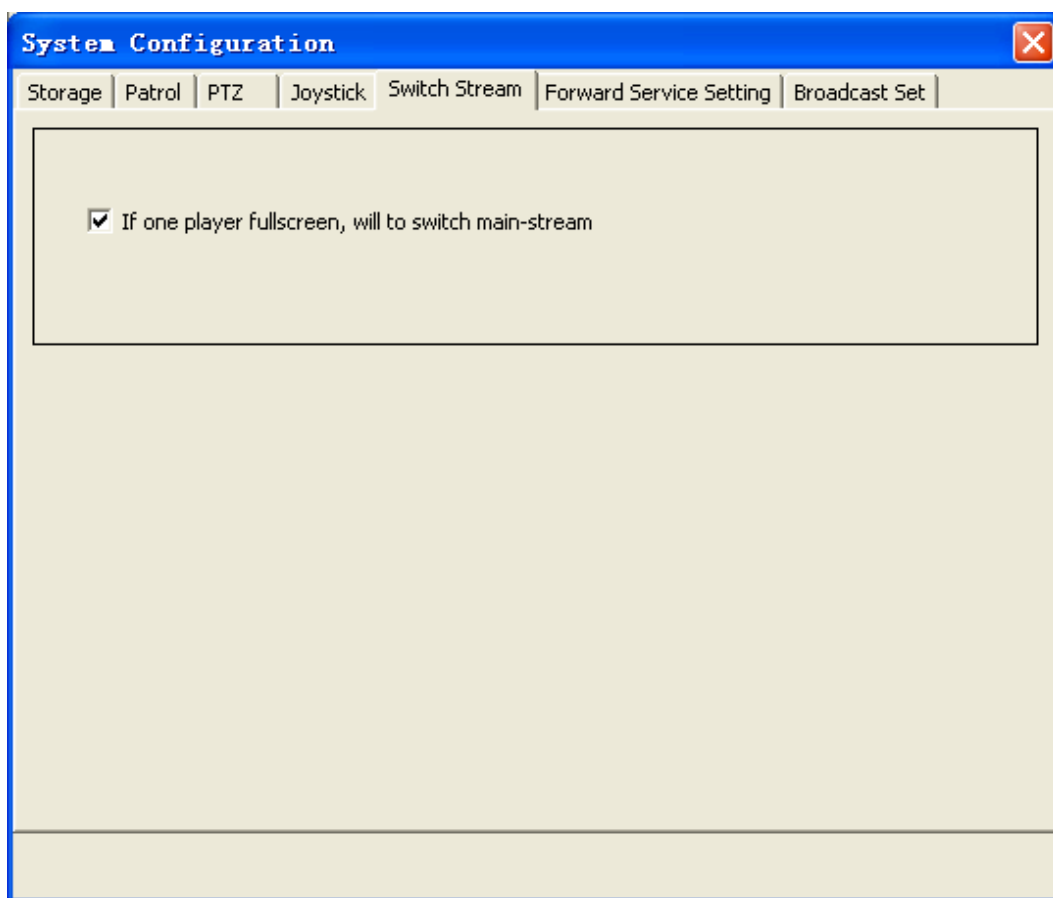 System Configuration
Storage Patrol PTZ Joystick Switch Stream Forward Service Setting Broadcast Set
If one player fullscreen, will to switch main-stream